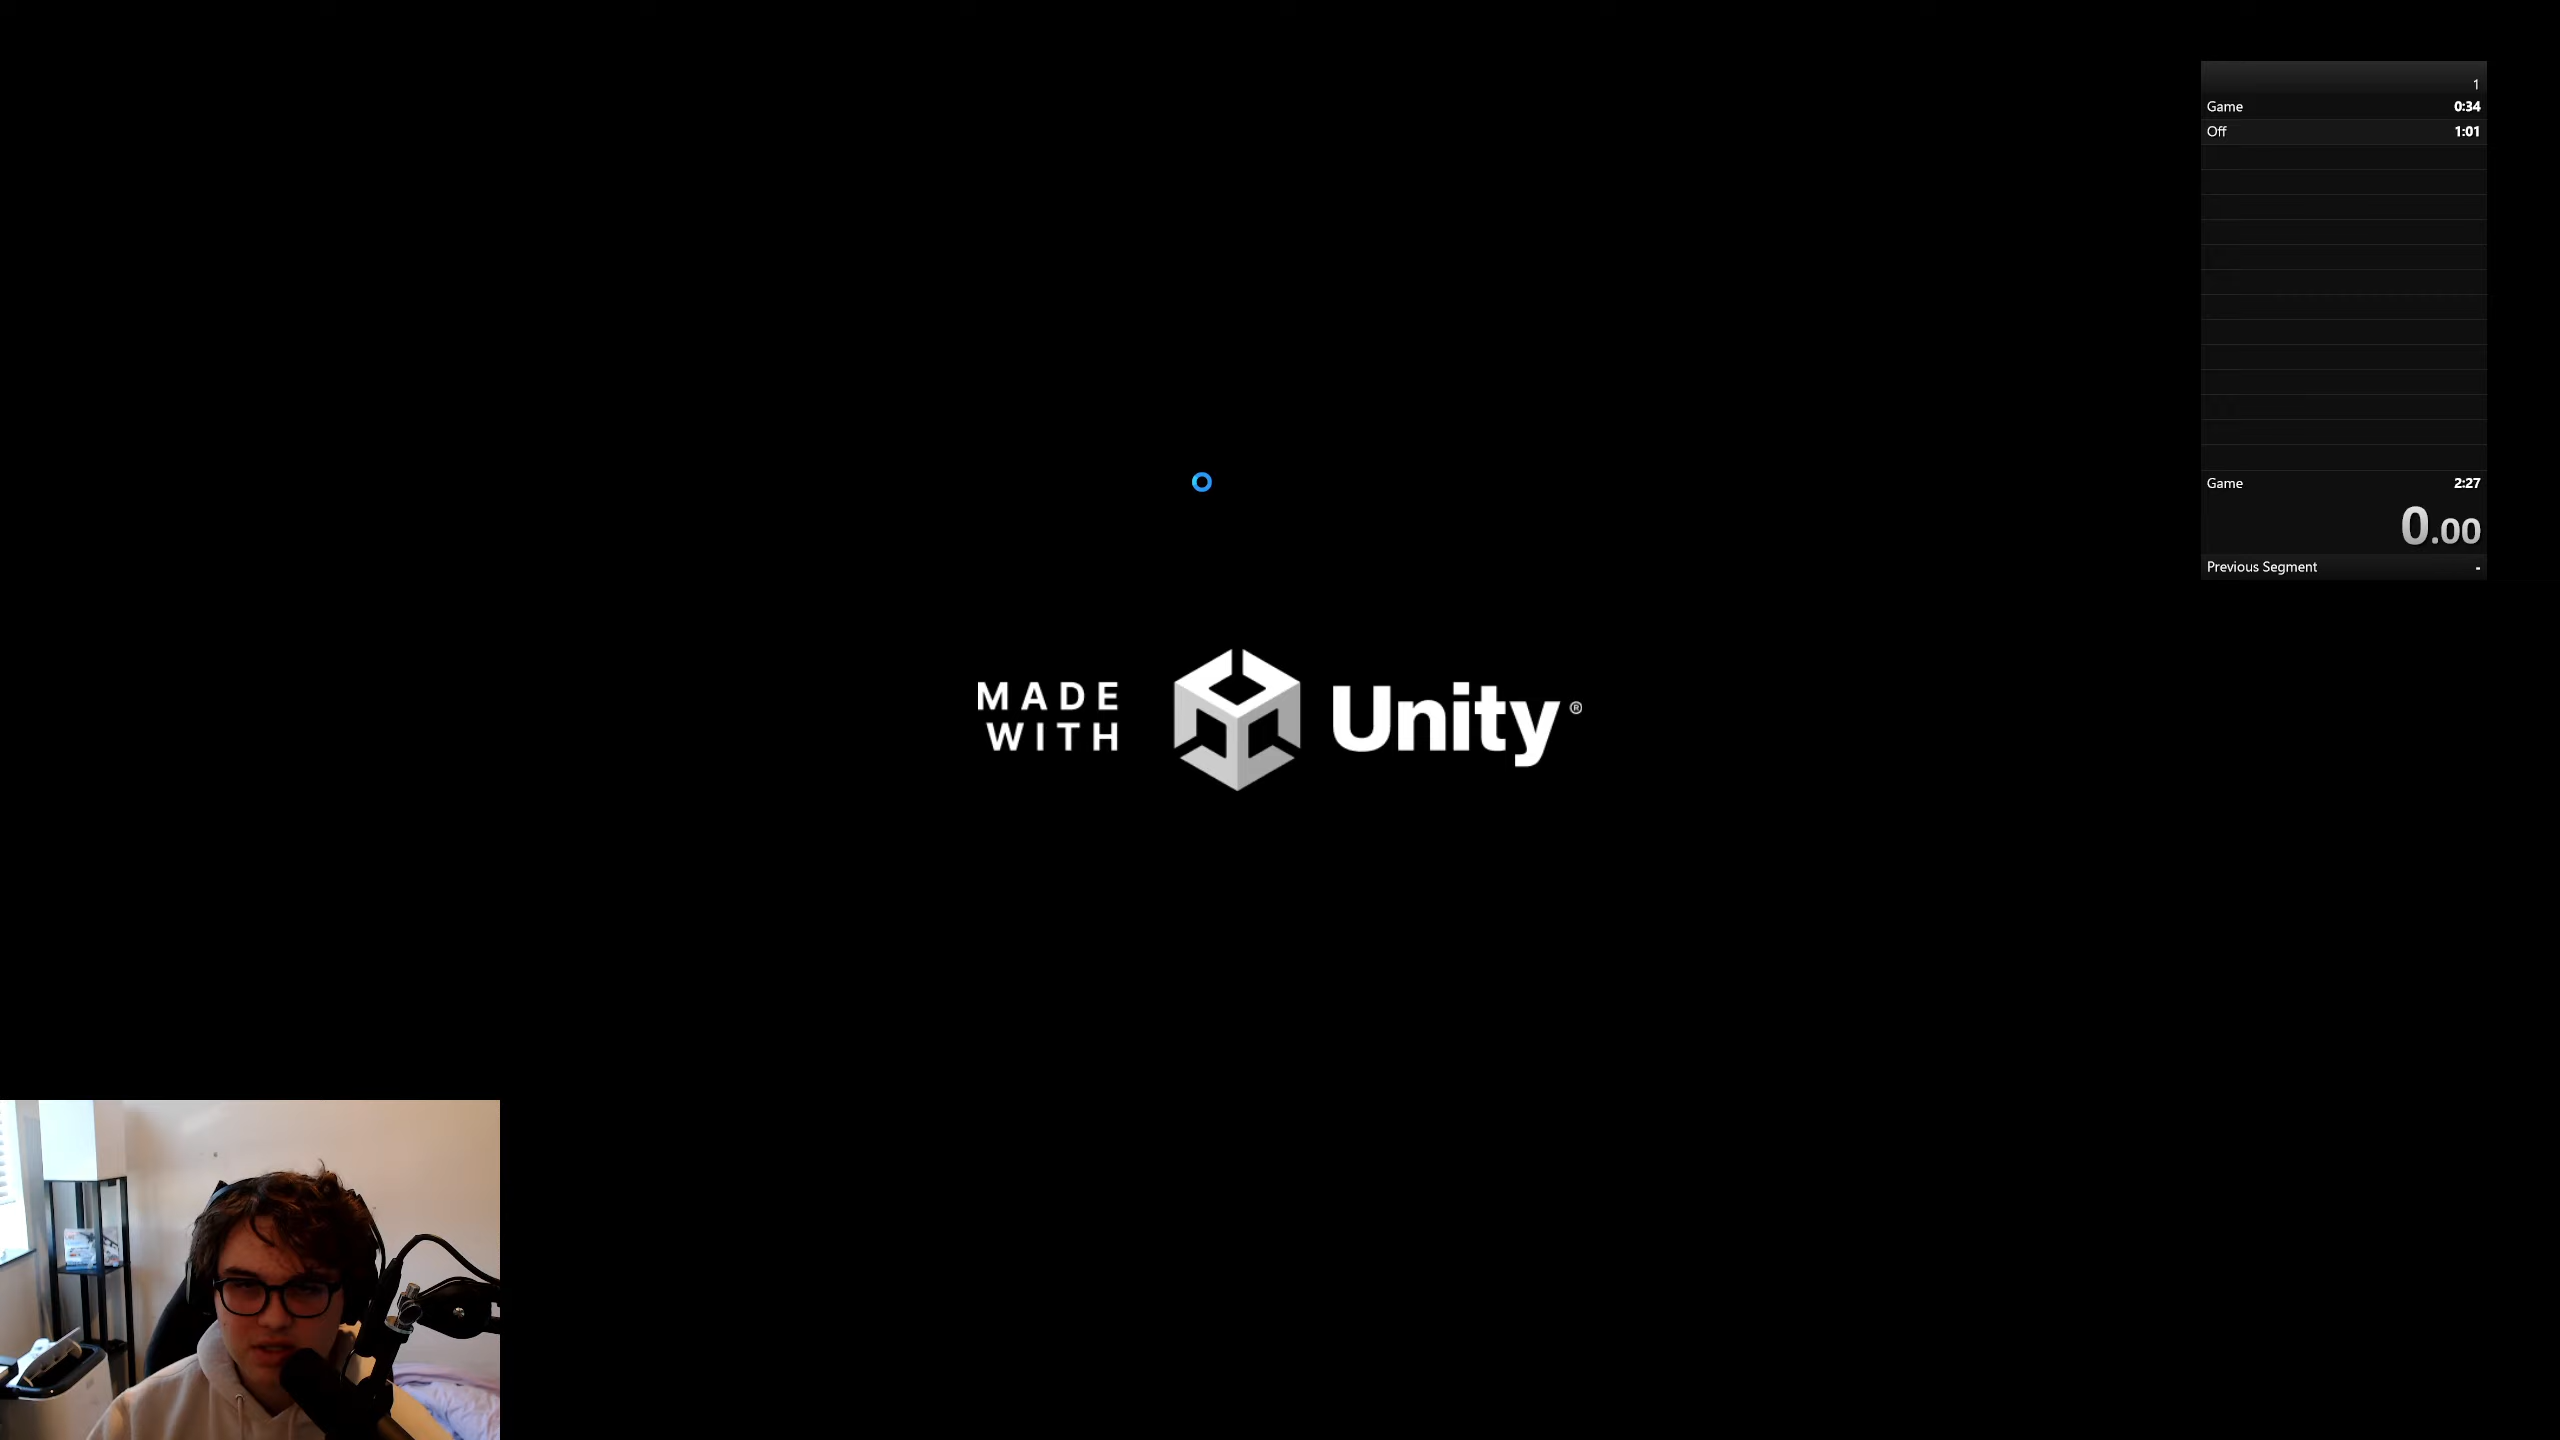 1
Game 0:34
Off 1:01
Game 2:27
0.00
Previous Segment -
MADE
WITH
Unity®